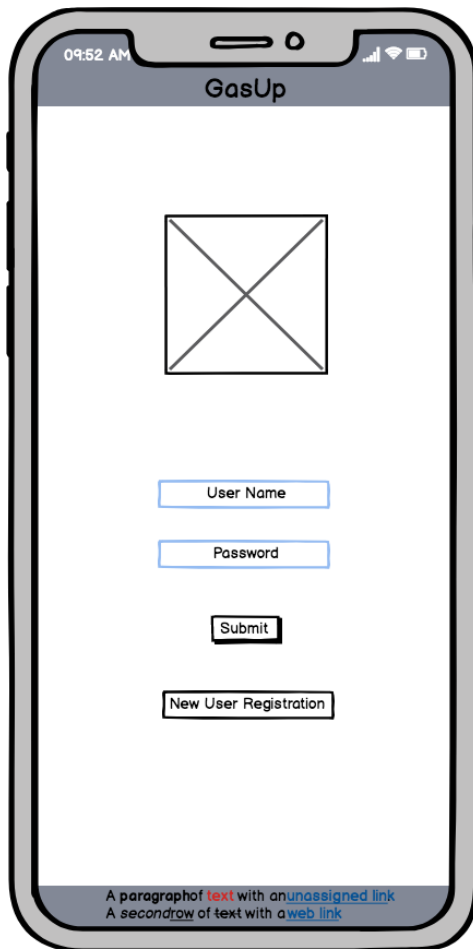 09:52 AM
GasUp
User Name
Password
Submit
New User Registration
A paragraphof text with anunassigned link
A secondrow of text with aweb link